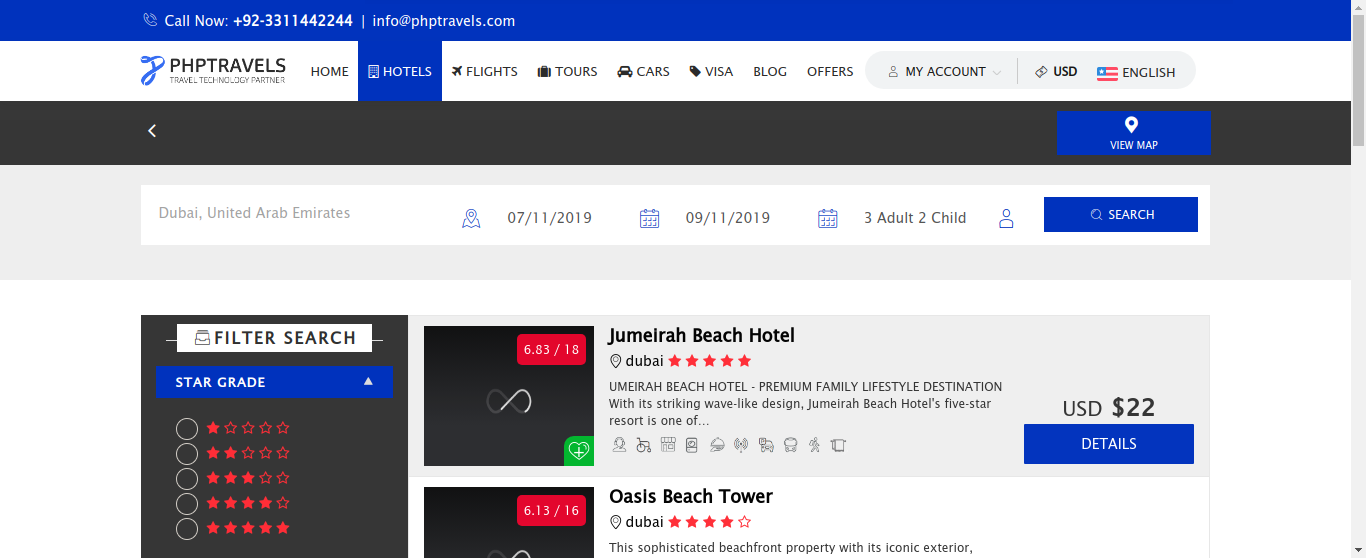 Call Now: +92-3311442244 | info@phptravels.com
PHPTRAVELS
TRAVEL TECHNOLOGY PARTNER
HOME HOTELS FLIGHTS TOURS CARS VISA BLOG OFFERS MY ACCOUNT USD ENGLISH
VIEW MAP
Dubai, United Arab Emirates 07/11/2019 09/11/2019 3 Adult 2 Child SEARCH
FILTER SEARCH
STAR GRADE
6.83 / 18
Jumeirah Beach Hotel
dubai
UMEIRAH BEACH HOTEL - PREMIUM FAMILY LIFESTYLE DESTINATION
With its striking wave-like design, Jumeirah Beach Hotel's five-star
resort is one of...
USD $22
DETAILS
6.13 / 16
Oasis Beach Tower
dubai
This sophisticated beachfront property with its iconic exterior,